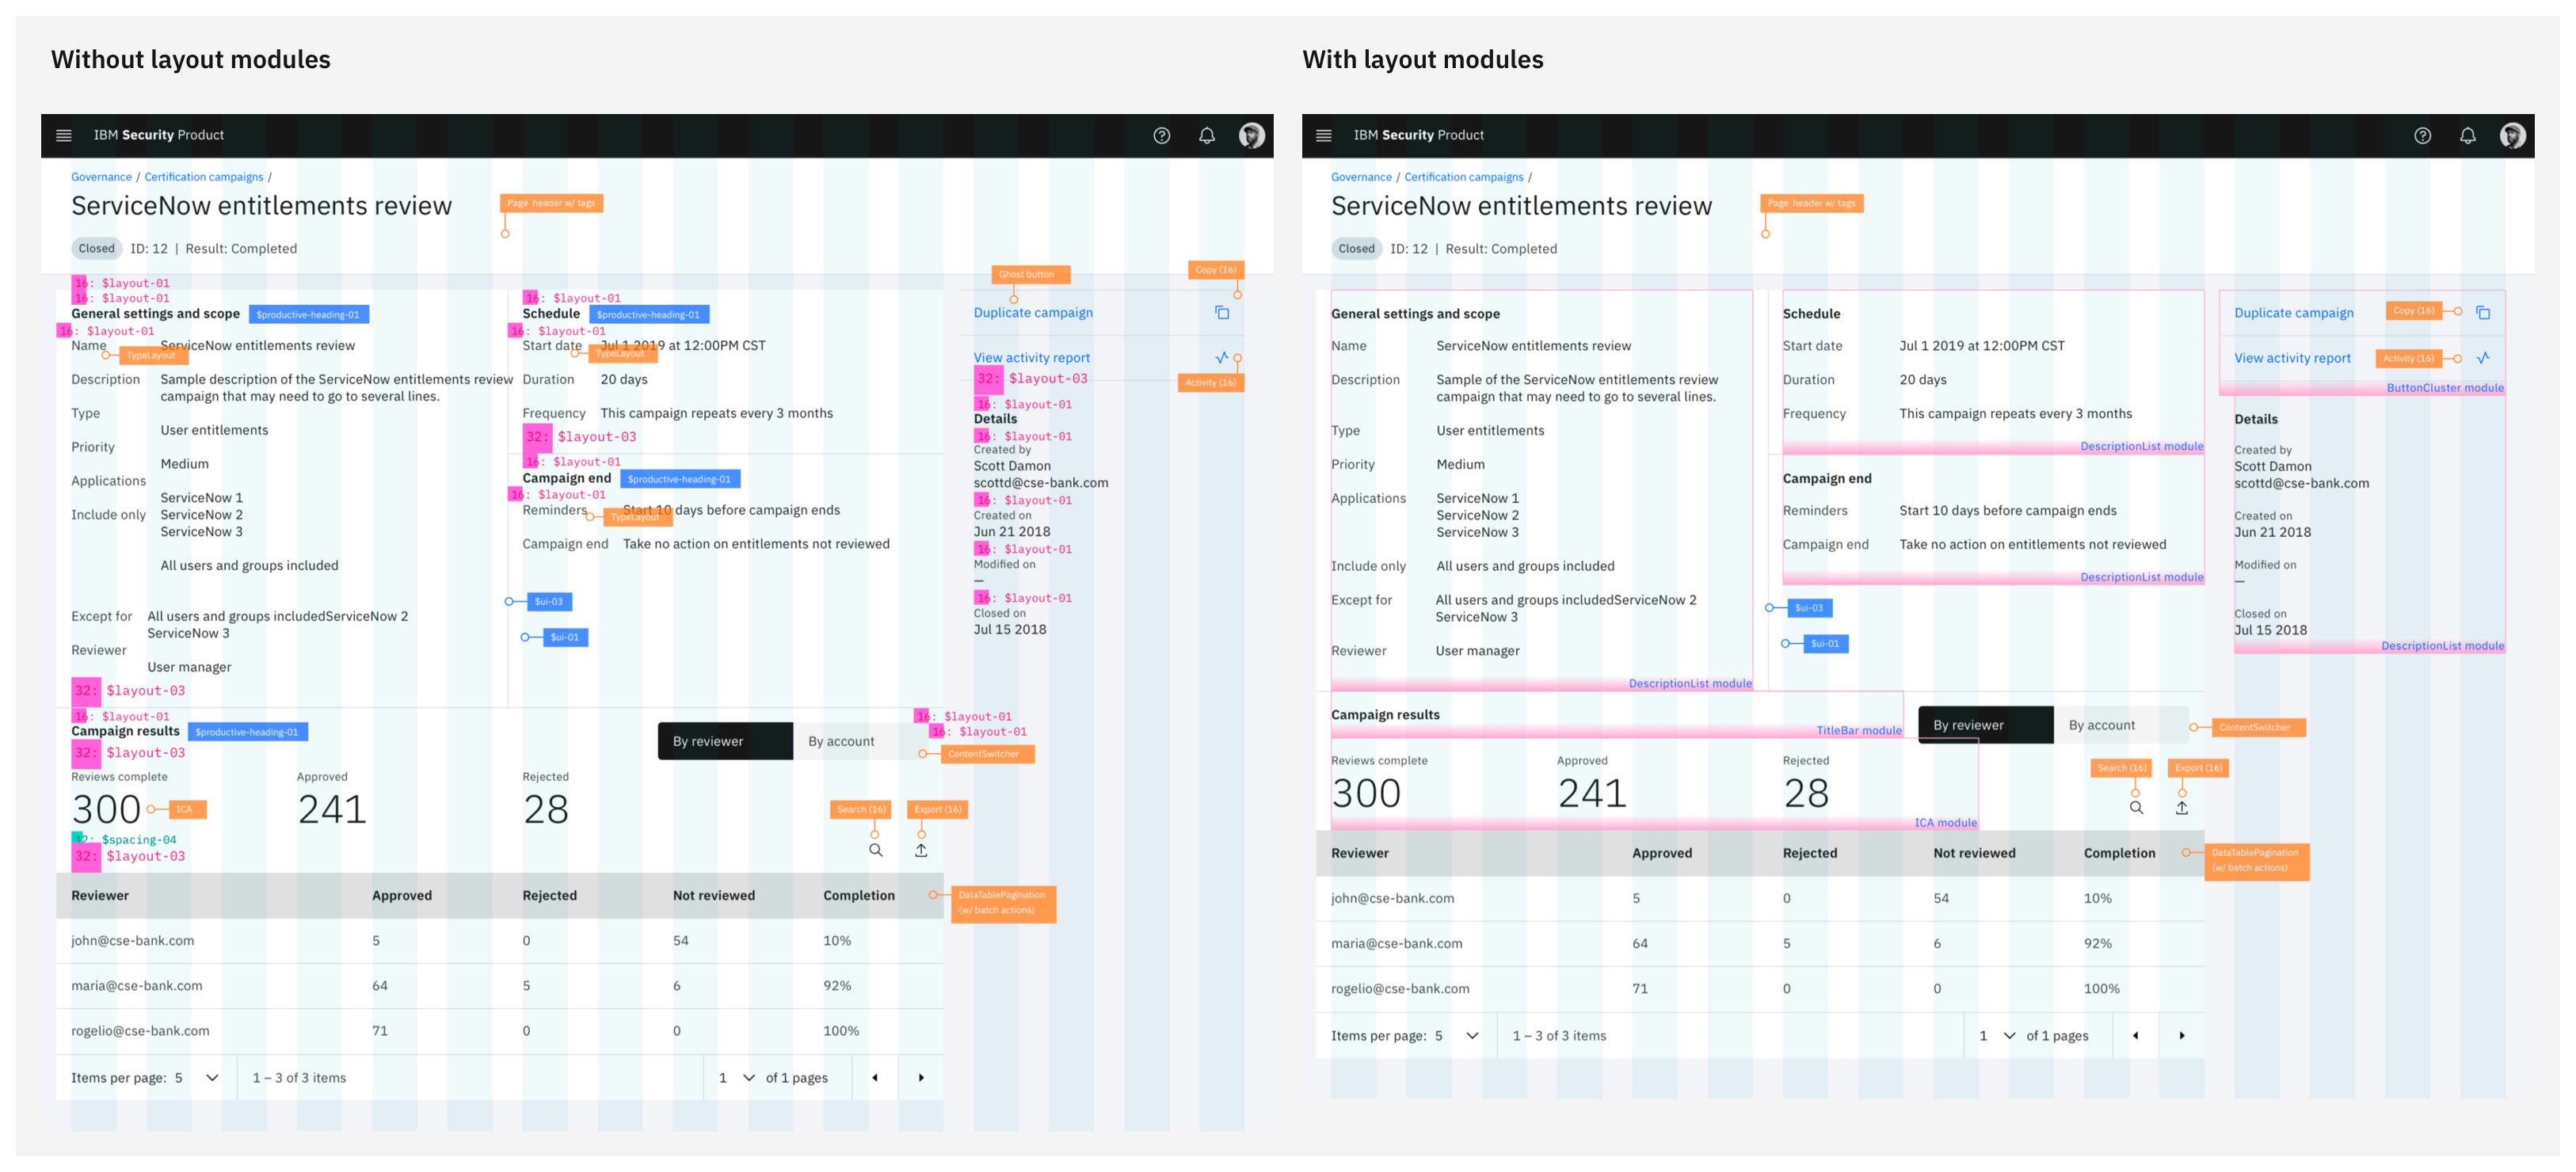 Without layout modules
IBM Security Product
Governance / Certification campaigns /
ServiceNow entitlements review
Page header w/ tags
Closed ID: 12 | Result: Completed
Ghost button
Copy (16)
16: $layout-01
16: $layout-01
General settings and scope $productive-heading-01
16: $layout-01
Name ServiceNow entitlements review
TypeLayout
Description Sample description of the ServiceNow entitlements review
campaign that may need to go to several lines.
Type
User entitlements
Priority
Medium
Applications
ServiceNow 1
Include only ServiceNow 2
ServiceNow 3
All users and groups included
Except for All users and groups includedServiceNow 2
ServiceNow 3
Reviewer
User manager
32: $layout-03
16: $layout-01
Schedule $productive-heading-01
16: $layout-01
Start date Jul 1 2019 at 12:00PM CST
TypeLayout
Duration 20 days
Frequency This campaign repeats every 3 months
32: $layout-03
16: $layout-01
Campaign end $productive-heading-01
16: $layout-01
Reminders Start 10 days before campaign ends
TypeLayout
Campaign end Take no action on entitlements not reviewed
$ui-03
$ui-01
Duplicate campaign
View activity report
Activity (16)
32: $layout-03
16: $layout-01
Details
16: $layout-01
Created by
Scott Damon
scottd@cse-bank.com
16: $layout-01
Created on
Jun 21 2018
16: $layout-01
Modified on
—
16: $layout-01
Closed on
Jul 15 2018
16: $layout-01
Campaign results $productive-heading-01
32: $layout-03
By reviewer By account
16: $layout-01
16: $layout-01
ContentSwitcher
Reviews complete Approved Rejected
300 241 28
ICA
Search (16) Export (16)
12: $spacing-04
32: $layout-03
Reviewer Approved Rejected Not reviewed Completion
DataTablePagination
(w/ batch actions)
john@cse-bank.com 5 0 54 10%
maria@cse-bank.com 64 5 6 92%
rogelio@cse-bank.com 71 0 0 100%
Items per page: 5 1 – 3 of 3 items 1 of 1 pages
With layout modules
IBM Security Product
Governance / Certification campaigns /
ServiceNow entitlements review
Page header w/ tags
Closed ID: 12 | Result: Completed
General settings and scope
Name ServiceNow entitlements review
Description Sample of the ServiceNow entitlements review
campaign that may need to go to several lines.
Type User entitlements
Priority Medium
Applications ServiceNow 1
ServiceNow 2
ServiceNow 3
Include only All users and groups included
Except for All users and groups includedServiceNow 2
ServiceNow 3
Reviewer User manager
DescriptionList module
Schedule
Start date Jul 1 2019 at 12:00PM CST
Duration 20 days
Frequency This campaign repeats every 3 months
DescriptionList module
Campaign end
Reminders Start 10 days before campaign ends
Campaign end Take no action on entitlements not reviewed
DescriptionList module
$ui-03
$ui-01
Duplicate campaign Copy (16)
View activity report Activity (16)
ButtonCluster module
Details
Created by
Scott Damon
scottd@cse-bank.com
Created on
Jun 21 2018
Modified on
—
Closed on
Jul 15 2018
DescriptionList module
Campaign results
TitleBar module
By reviewer By account
ContentSwitcher
Reviews complete Approved Rejected
300 241 28
ICA module
Search (16) Export (16)
Reviewer Approved Rejected Not reviewed Completion
DataTablePagination
(w/ batch actions)
john@cse-bank.com 5 0 54 10%
maria@cse-bank.com 64 5 6 92%
rogelio@cse-bank.com 71 0 0 100%
Items per page: 5 1 – 3 of 3 items 1 of 1 pages